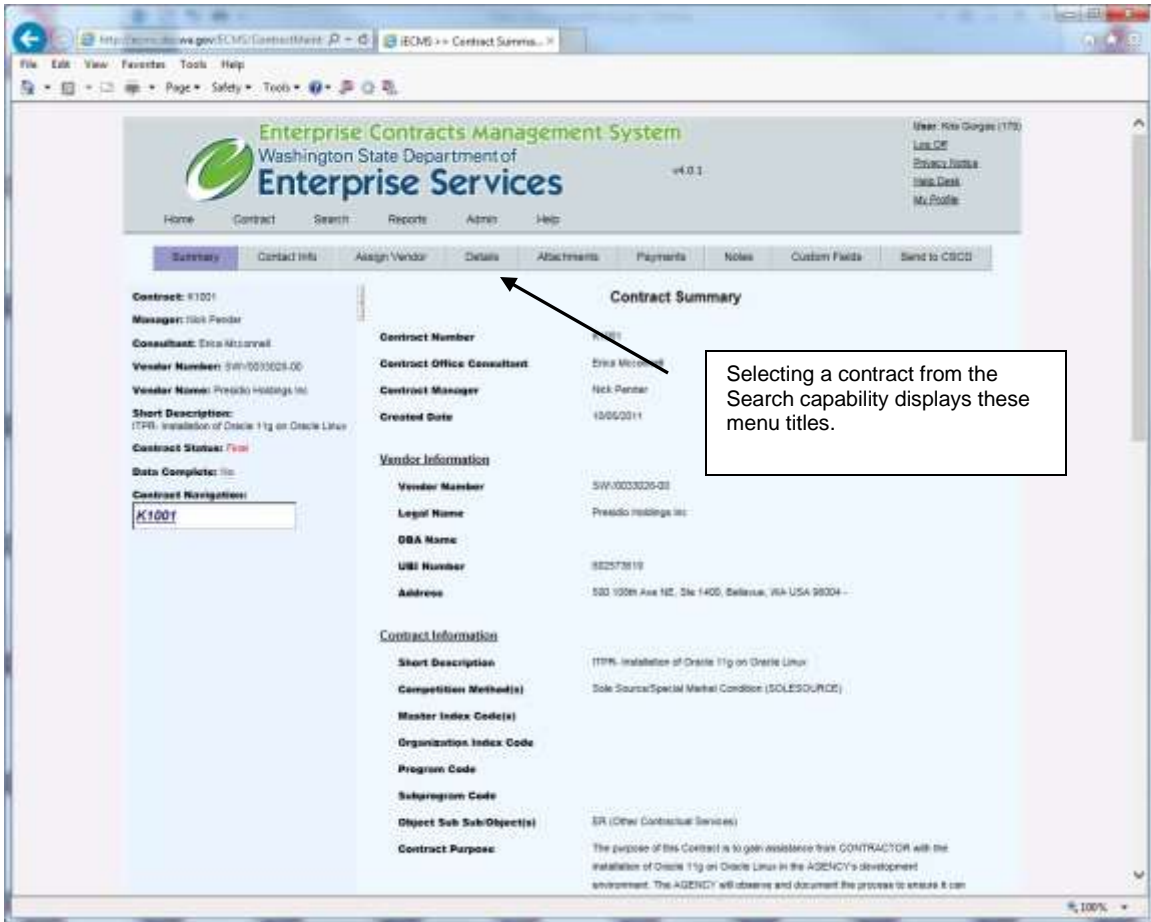 iECMS >> Contract Summa...
File Edit View Favorites Tools Help
Page Safety Tools
Enterprise Contracts Management System
Washington State Department of
Enterprise Services
v4.0.1
Log Off
Privacy Notice
Help Desk
My Profile
Home Contract Search Reports Admin Help
Summary Contact Info Assign Vendor Details Attachments Payments Notes Custom Fields Send to CSCD
Contract: K1001
Manager: Nick Pender
Consultant: Erica Mcconnell
Vendor Number:
Vendor Name: Presidio Holdings Inc
Short Description:
ITPR- Installation of Oracle 11g on Oracle Linux
Contract Status: Final
Data Complete: No
Contract Navigation:
K1001
Contract Summary
Contract Number
Contract Office Consultant Erica
Contract Manager Nick Pender
Created Date
Selecting a contract from the
Search capability displays these
menu titles.
Vendor Information
Vendor Number
Legal Name Presidio Holdings Inc
DBA Name
UBI Number
Address Bellevue, WA USA 98004 -
Contract Information
Short Description ITPR- Installation of Oracle 11g on Oracle Linux
Competition Method(s) Sole Source/Special Market Condition (SOLESOURCE)
Master Index Code(s)
Organization Index Code
Program Code
Subprogram Code
Object Sub Sub/Object(s) ER (Other Contractual Services)
Contract Purpose The purpose of this Contract is to gain assistance from CONTRACTOR with the
installation of Oracle 11g on Oracle Linux in the AGENCY's development
environment. The AGENCY will observe and document the process to ensure it can
100%